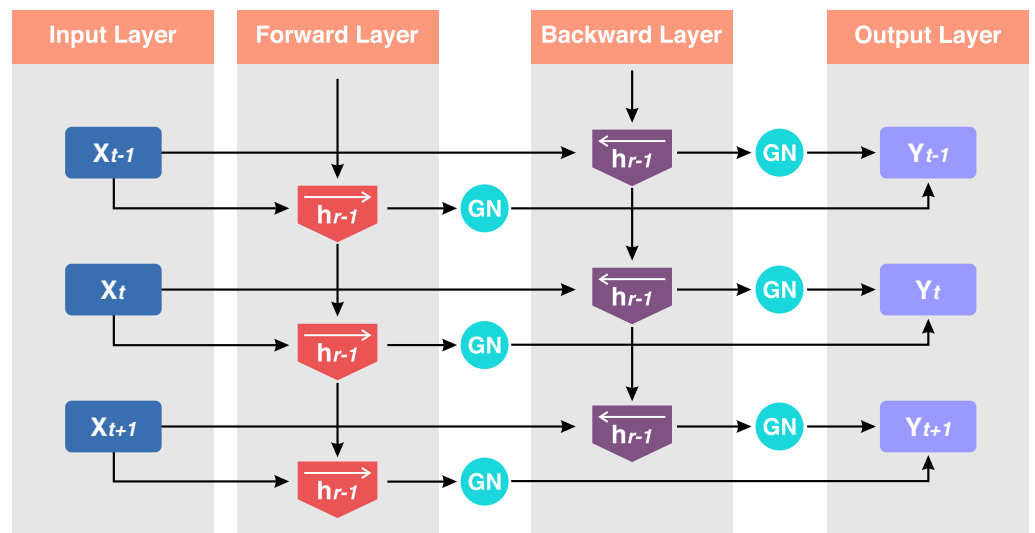 Input Layer
Forward Layer
Backward Layer
Output Layer
Xt-1
hr-1
GN
Yt-1
hr-1
GN
Xt
hr-1
GN
Yt
hr-1
GN
Xt+1
hr-1
GN
Yt+1
hr-1
GN